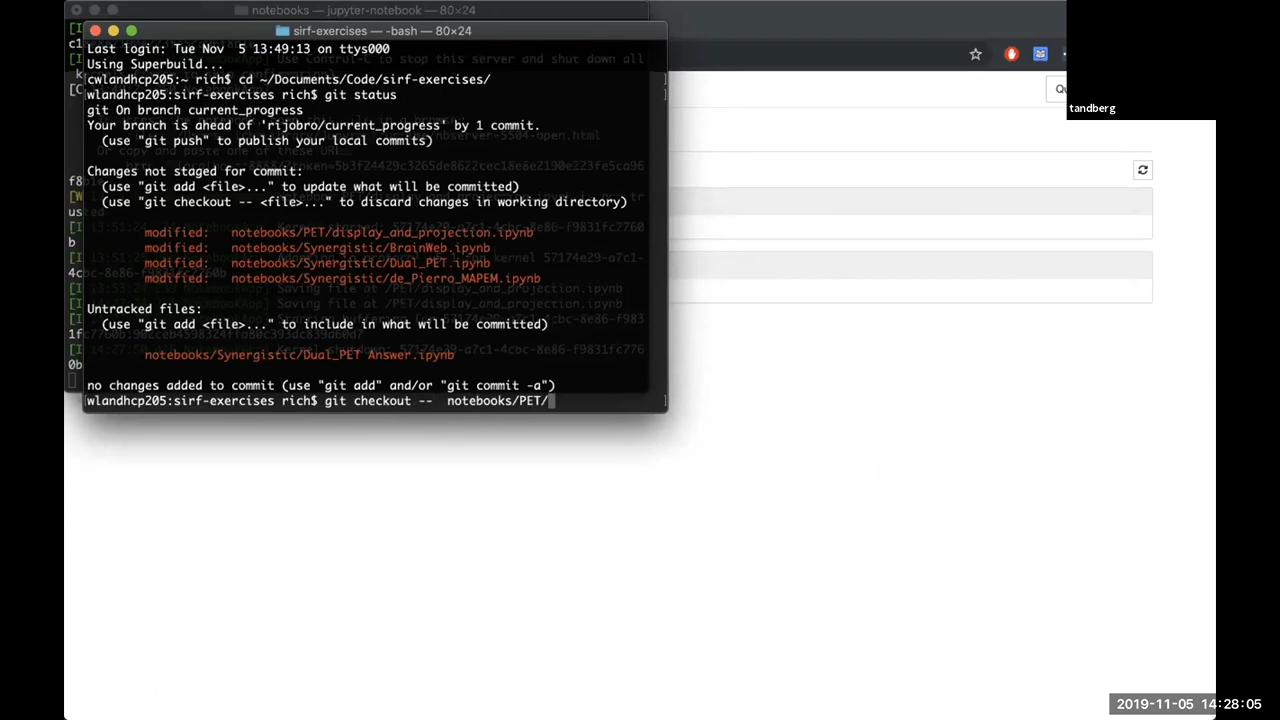 notebooks — jupyter-notebook — 80×24
sirf-exercises — -bash — 80×24
Last login: Tue Nov  5 13:49:13 on ttys000
Using Superbuild...
cwlandhcp205:~ rich$ cd ~/Documents/Code/sirf-exercises/
wlandhcp205:sirf-exercises rich$ git status
git On branch current_progress
Your branch is ahead of 'rijobro/current_progress' by 1 commit.
(use "git push" to publish your local commits)
Changes not staged for commit:
(use "git add <file>..." to update what will be committed)
(use "git checkout -- <file>..." to discard changes in working directory)
modified:   notebooks/PET/display_and_projection.ipynb
modified:   notebooks/Synergistic/BrainWeb.ipynb
modified:   notebooks/Synergistic/Dual_PET.ipynb
modified:   notebooks/Synergistic/de_Pierro_MAPEM.ipynb
Untracked files:
(use "git add <file>..." to include in what will be committed)
notebooks/Synergistic/Dual_PET Answer.ipynb
no changes added to commit (use "git add" and/or "git commit -a")
wlandhcp205:sirf-exercises rich$ git checkout --  notebooks/PET/
tandberg
2019-11-05 14:28:05